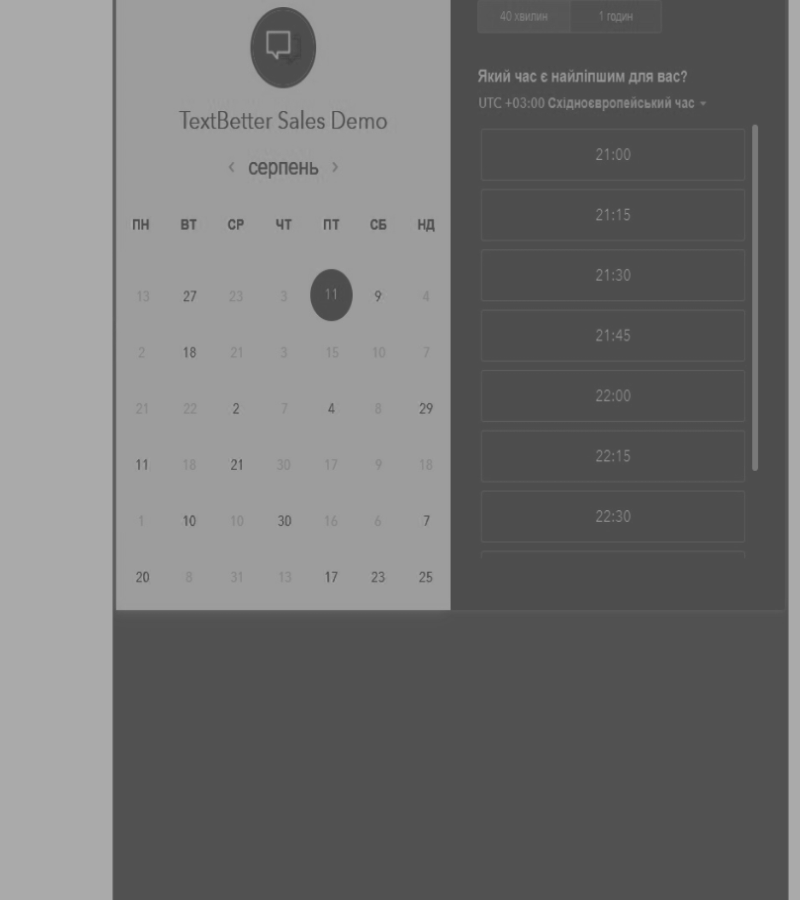 TextBetter Sales Demo
‹ серпень ›
ПН ВТ СР ЧТ ПТ СБ НД
13 27 23 3 11 9 4
2 18 21 3 15 10 7
21 22 2 7 4 8 29
11 18 21 30 17 9 18
1 10 10 30 16 6 7
20 8 31 13 17 23 25
40 хвилин 1 годин
Який час є найліпшим для вас?
UTC +03:00 Східноєвропейський час
21:00
21:15
21:30
21:45
22:00
22:15
22:30